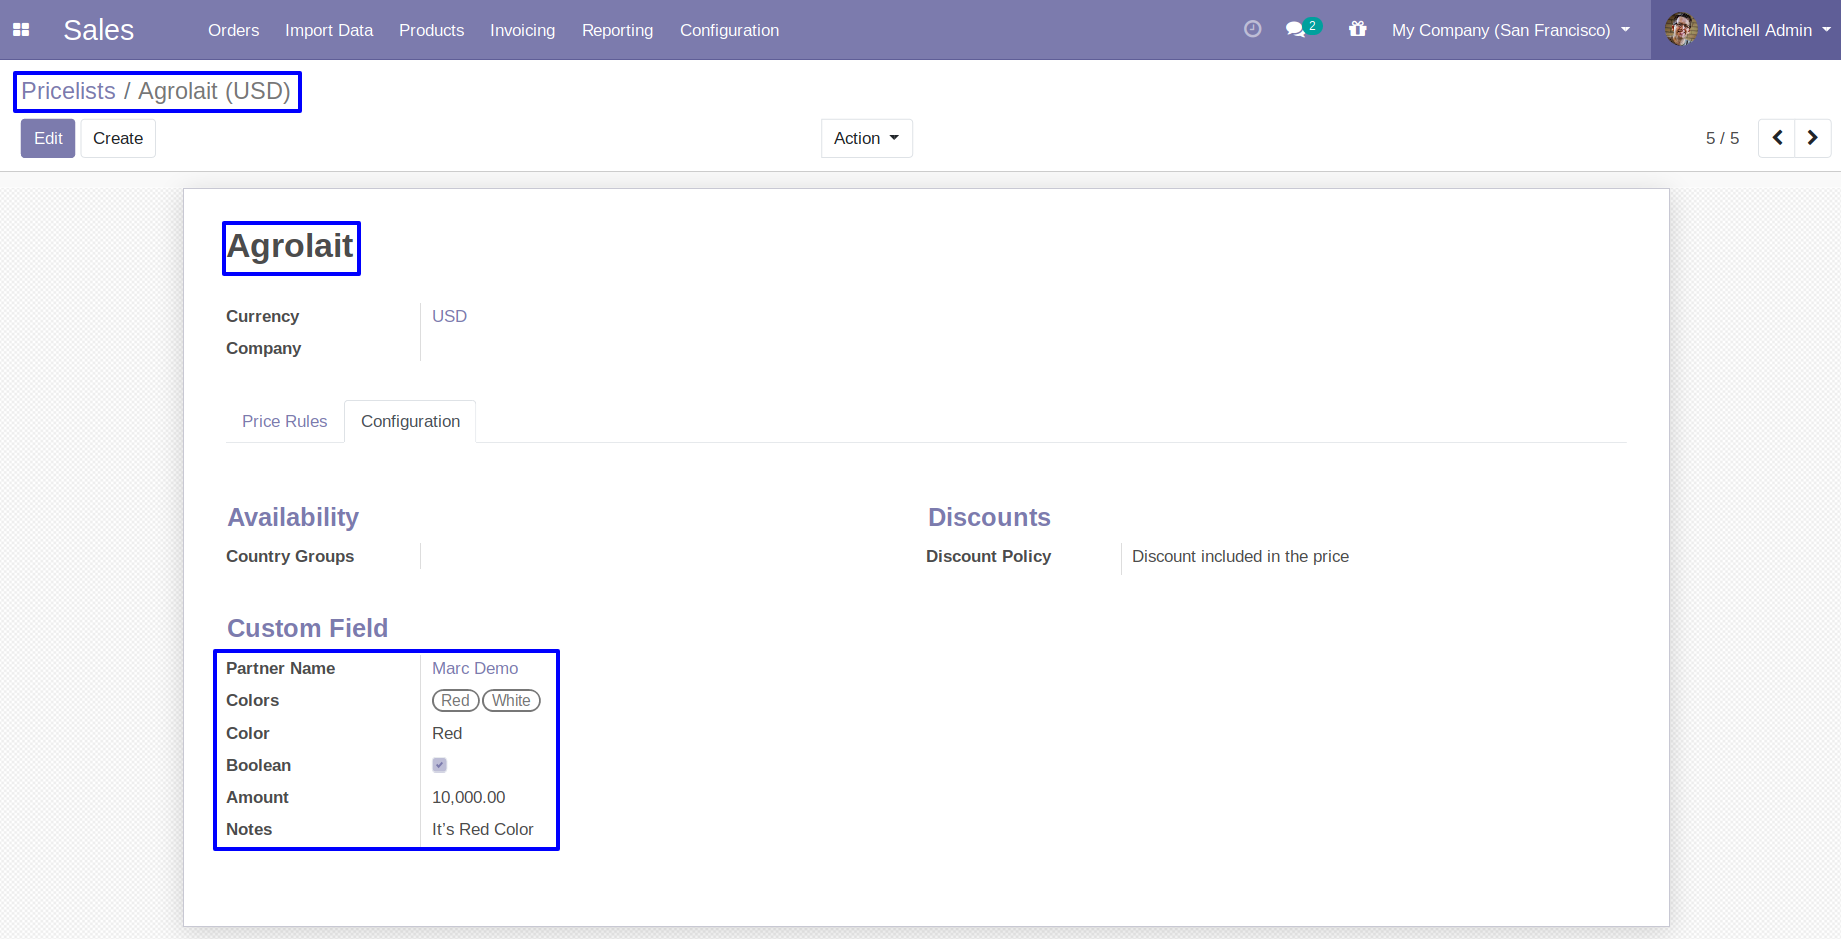 Sales Orders Import Data Products Invoicing Reporting Configuration 2 My Company (San Francisco) Mitchell Admin
Pricelists / Agrolait (USD)
Edit Create Action 5 / 5
Agrolait
Currency USD
Company
Price Rules Configuration
Availability Discounts
Country Groups Discount Policy Discount included in the price
Custom Field
Partner Name Marc Demo
Colors Red White
Color Red
Boolean
Amount 10,000.00
Notes It’s Red Color